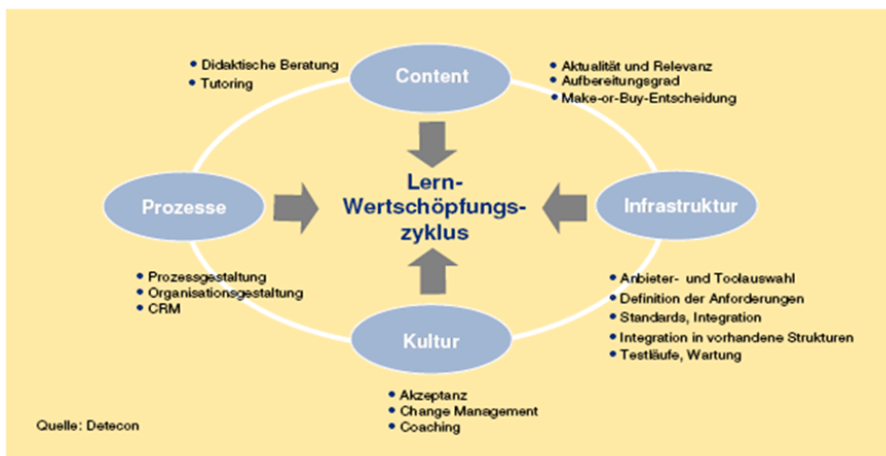 Content
• Didaktische Beratung
• Tutoring
• Aktualität und Relevanz
• Aufbereitungsgrad
• Make-or-Buy-Entscheidung
Lern-
Wertschöpfungs-
zyklus
Prozesse
Infrastruktur
• Prozessgestaltung
• Organisationsgestaltung
• CRM
• Anbieter- und Toolauswahl
• Definition der Anforderungen
• Standards, Integration
• Integration in vorhandene Strukturen
• Testläufe, Wartung
Kultur
• Akzeptanz
• Change Management
• Coaching
Quelle: Detecon